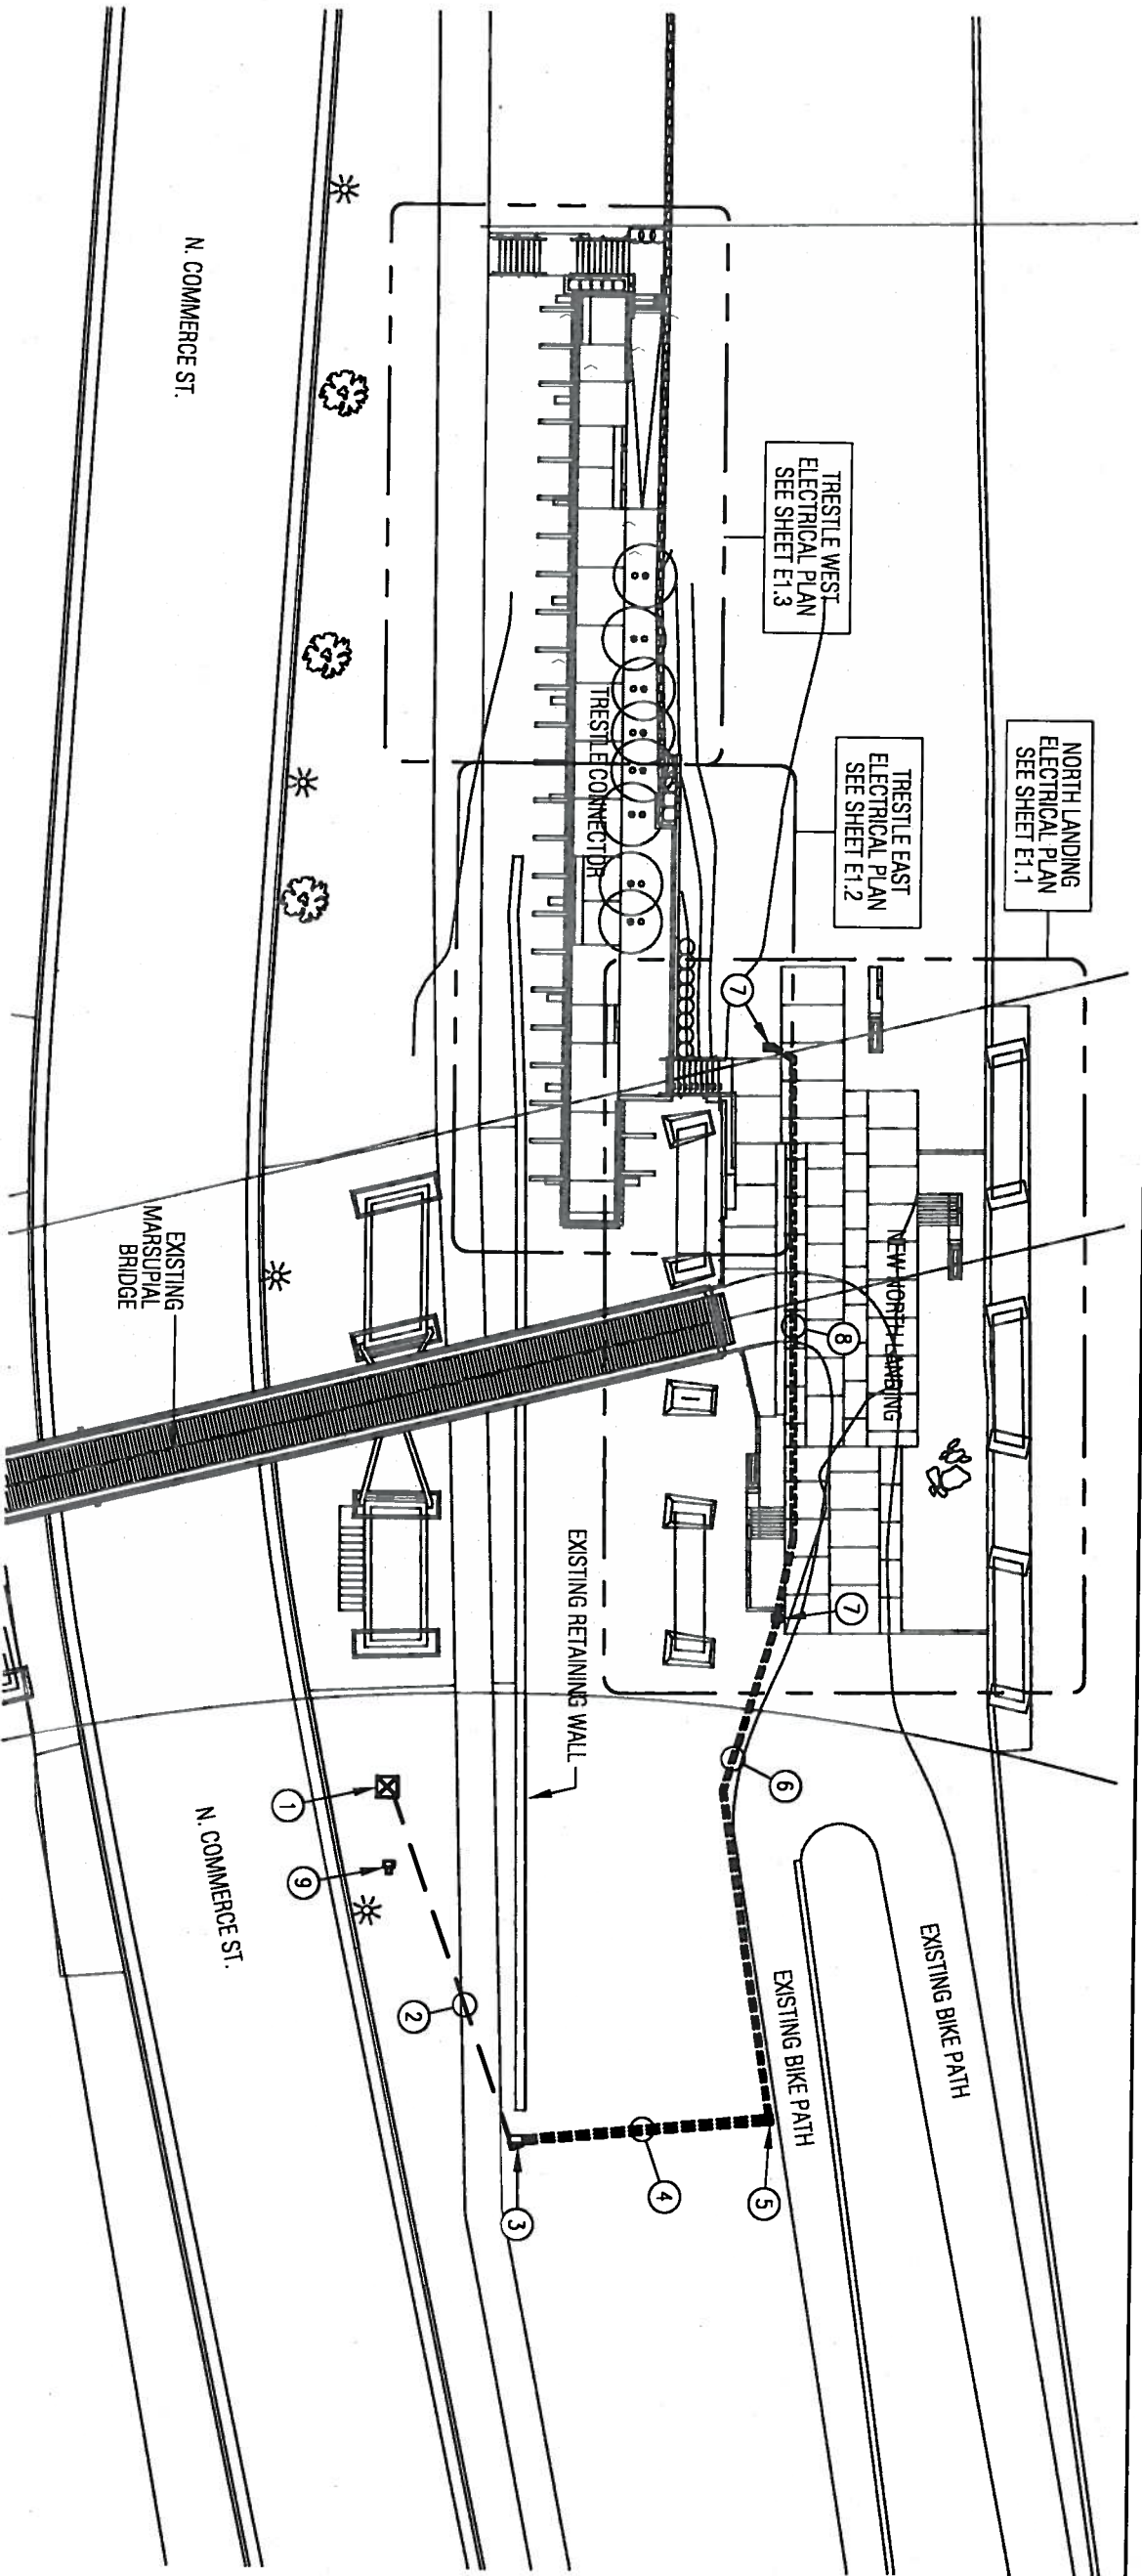 NORTH LANDING
ELECTRICAL PLAN
SEE SHEET E1.1
TRESTLE EAST
ELECTRICAL PLAN
SEE SHEET E1.2
TRESTLE WEST
ELECTRICAL PLAN
SEE SHEET E1.3
NEW NORTH LANDING
TRESTLE CONNECTOR
7
8
7
6
EXISTING BIKE PATH
EXISTING BIKE PATH
5
4
3
EXISTING RETAINING WALL
2
1
9
N. COMMERCE ST.
N. COMMERCE ST.
EXISTING
MARSUPIAL
BRIDGE